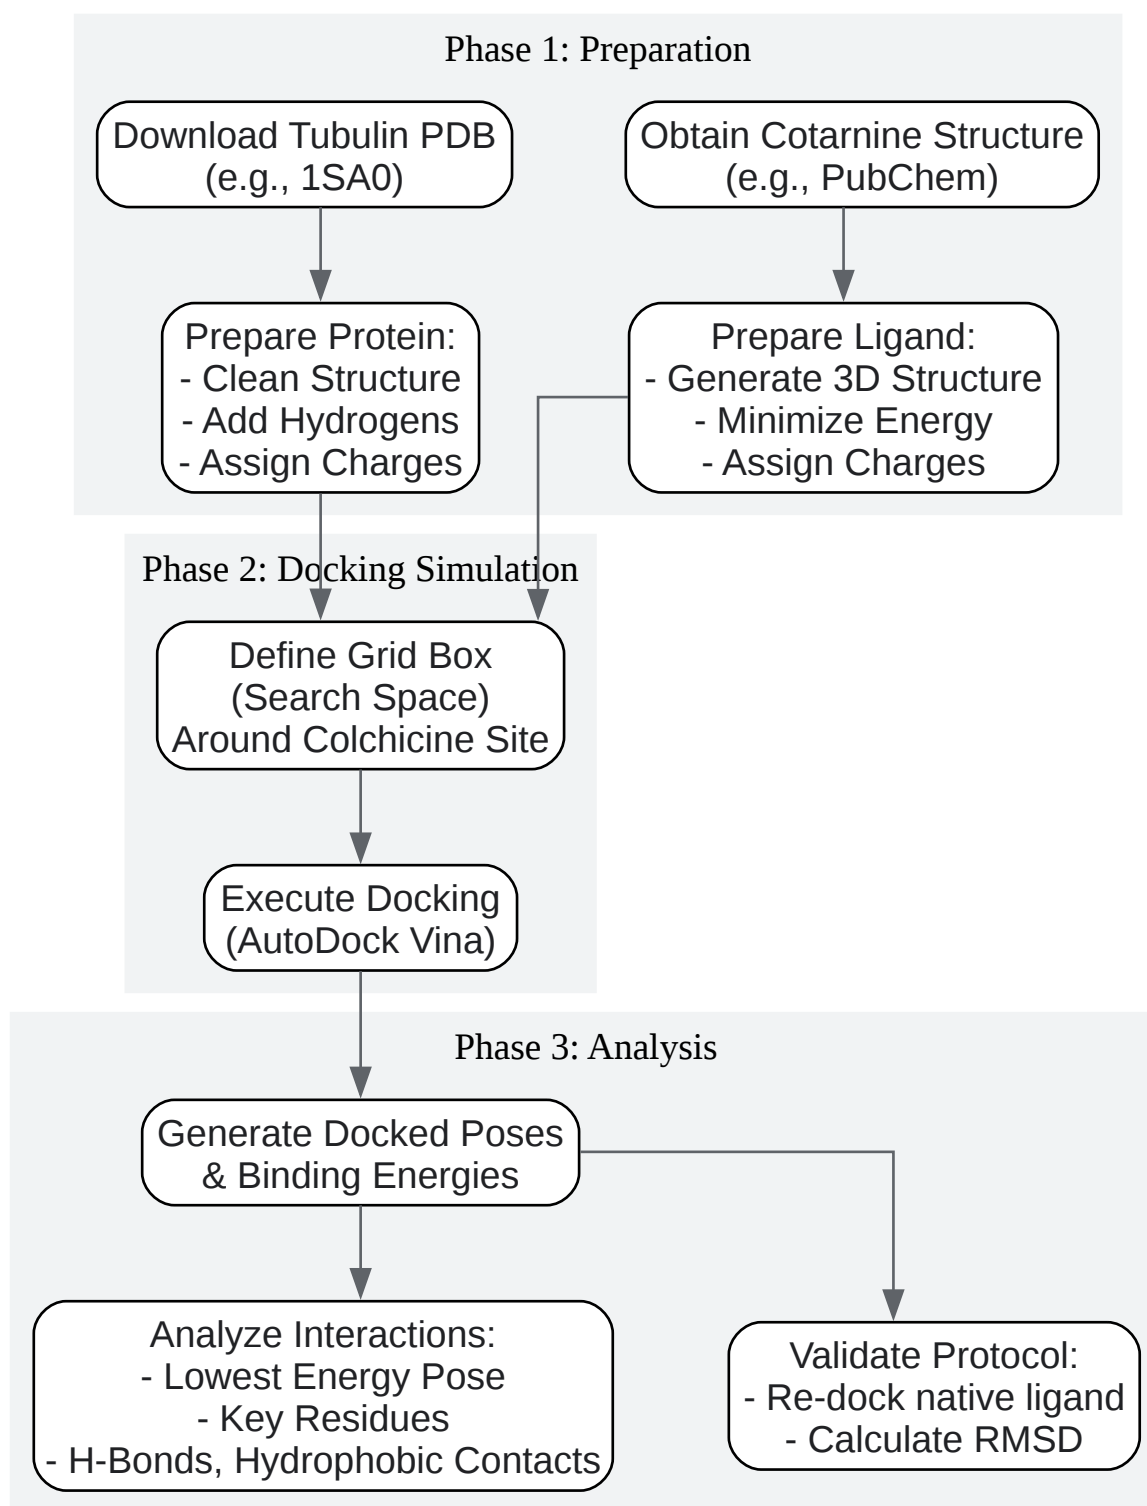 Phase 1: Preparation
Download Tubulin PDB
(e.g., 1SA0)
Obtain Cotarnine Structure
(e.g., PubChem)
Prepare Protein:
- Clean Structure
- Add Hydrogens
- Assign Charges
Prepare Ligand:
- Generate 3D Structure
- Minimize Energy
- Assign Charges
Phase 2: Docking Simulation
Define Grid Box
(Search Space)
Around Colchicine Site
Execute Docking
(AutoDock Vina)
Phase 3: Analysis
Generate Docked Poses
& Binding Energies
Analyze Interactions:
- Lowest Energy Pose
- Key Residues
- H-Bonds, Hydrophobic Contacts
Validate Protocol:
- Re-dock native ligand
- Calculate RMSD